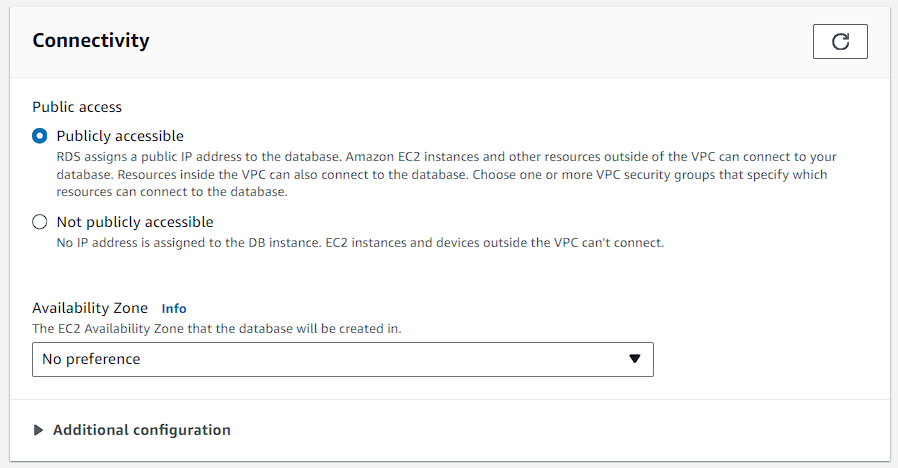 Connectivity
Public access
Publicly accessible
RDS assigns a public IP address to the database. Amazon EC2 instances and other resources outside of the VPC can connect to your
database. Resources inside the VPC can also connect to the database. Choose one or more VPC security groups that specify which
resources can connect to the database.
Not publicly accessible
No IP address is assigned to the DB instance. EC2 instances and devices outside the VPC can't connect.
Availability Zone Info
The EC2 Availability Zone that the database will be created in.
No preference
Additional configuration